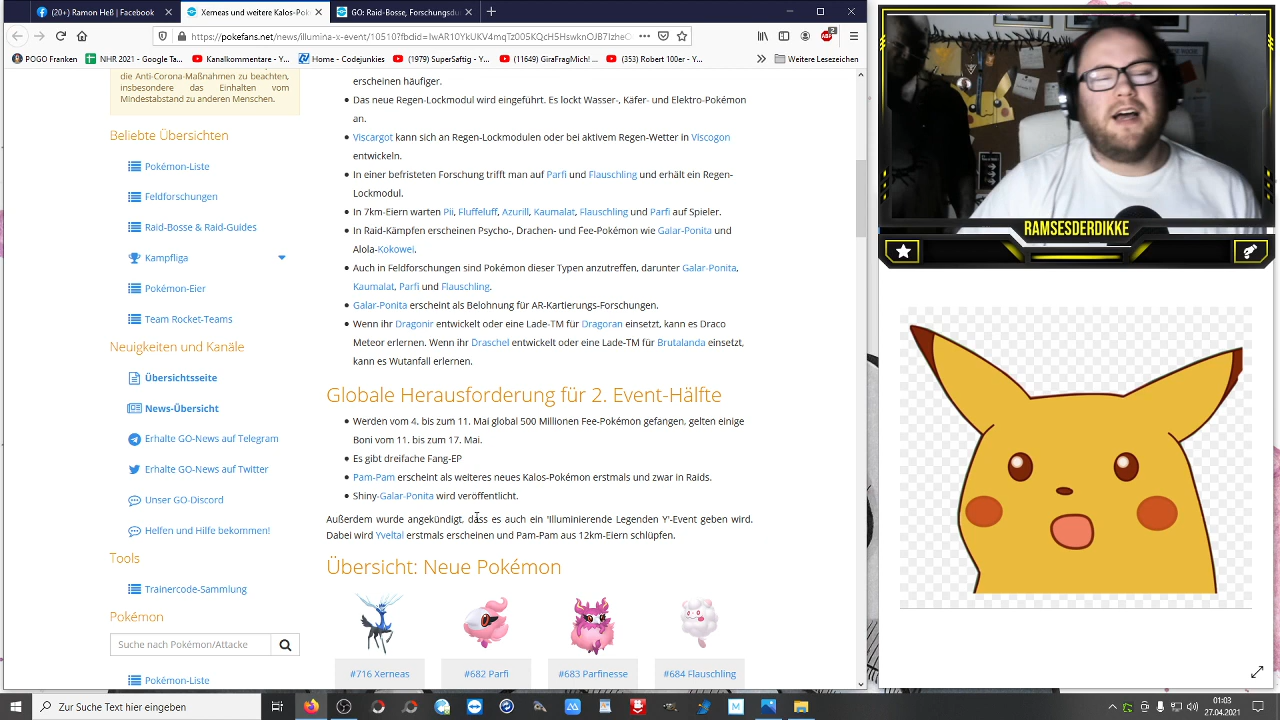 (20+) Ramon Heß | Facebook
Xerneas und weitere Kalos-Pok
https://pokefans.net/news/
POGO Franken
NHR 2021 - Google Ta...
Kanalkommentare - Y...
Home - Codejunkies
(1979) SuperSaftig - ...
(11649) GiraFragMich! ...
(353) Robert 100er - Y...
Weitere Lesezeichen
die Anti-Corona-Maßnahmen zu beachten,
insbesondere das Einhalten vom
Mindestabstand zu anderen Menschen.
Beliebte Übersichten
Pokémon-Liste
Feldforschungen
Raid-Bosse & Raid-Guides
Kampfliga
Pokémon-Eier
Team Rocket-Teams
Neuigkeiten und Kanäle
Übersichtsseite
News-Übersicht
Erhalte GO-News auf Telegram
Erhalte GO-News auf Twitter
Unser GO-Discord
Helfen und Hilfe bekommen!
Tools
Trainercode-Sammlung
Pokémon
Suche nach Pokémon/Attacke
Pokémon-Liste
erscheinen häufiger.
Das neue Regen-Lockmodul wird eingeführt. Es lockt Wasser-, Käfer- und Elektro-Pokémon
an.
Viscargot kann sich an Regen-Lockmodulen oder bei aktivem Regen-Wetter in Viscogon
entwickeln.
In einer befristeten Forschung trifft man auf Parfi und Flauschling und erhält ein Regen-
Lockmodul.
In 7km-Eiern warten Pii, Fluffeluff, Azurill, Kaumalat, Flauschling und Parfi auf Spieler.
In Raids erscheinen Psycho-, Drachen- und Fee-Pokémon wie Galar-Ponita und
Alola-Kokowei.
Auch in Feldforschungen sind Pokémon dieser Typen anzutreffen, darunter Galar-Ponita,
Kaumalat, Parfi und Flauschling.
Galar-Ponita erscheint als Belohnung für AR-Kartierungs-Forschungen.
Wenn ihr Dragonir entwickelt oder eine Lade-TM für Dragoran einsetzt, kann es Draco
Meteor erlernen. Wenn ihr Draschel entwickelt oder eine Lade-TM für Brutalanda einsetzt,
kann es Wutanfall erlernen.
Globale Herausforderung für 2. Event-Hälfte
Werden vom 4. bis zum 11. Mai global 500 Millionen Fee-Pokémon gefangen, gelten einige
Boni vom 11. bis zum 17. Mai.
Es gibt dreifache Fang-EP
Pam-Pam erscheint als weiteres neues Kalos-Pokémon erstmals und zwar in Raids.
Shiny-Galar-Ponita wird veröffentlicht.
Außerdem wurde angekündigt, dass es auch ein 'Illuminierende Legenden Y'-Event geben wird.
Dabei wird Yveltal erstmals erscheinen und Pam-Pam aus 12km-Eiern schlüpfen.
Übersicht: Neue Pokémon
#716 Xerneas
#682 Parfi
#683 Parfinesse
#684 Flauschling
RAMSESDERDIKKE
Zur Suche Text hier eingeben
01:03
27.04.2021